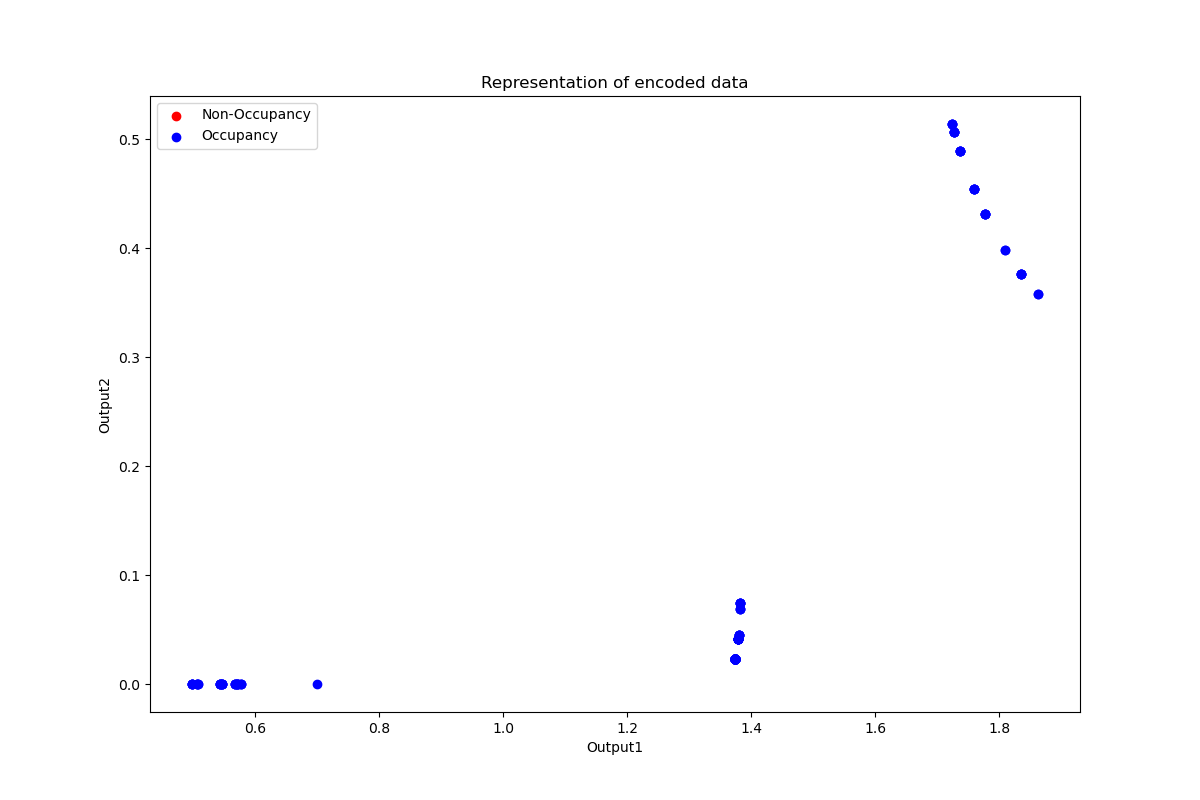 Representation of encoded data
Non-Occupancy
Occupancy
0.5
0.4
0.3
0.2
0.1
0.0
Output2
0.6 0.8 1.0 1.2 1.4 1.6 1.8
Output1